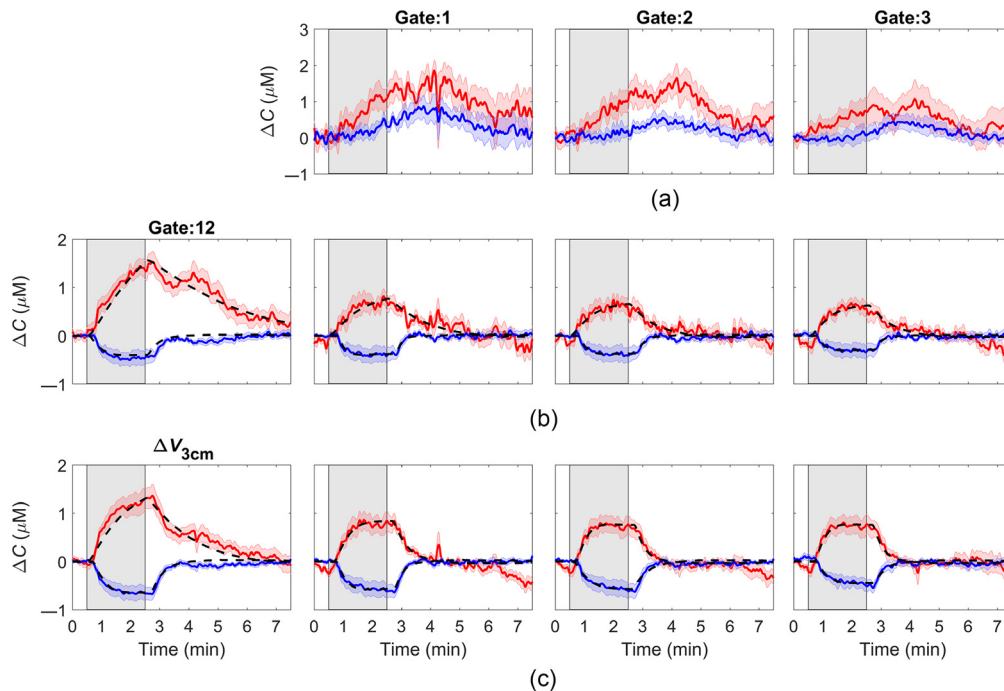 Gate:1 Gate:2 Gate:3
3
2
1
0
—1
ΔC (μM)
(a)
Gate:12
2
1
0
—1
ΔC (μM)
(b)
ΔV3cm
2
1
0
—1
ΔC (μM)
0 1 2 3 4 5 6 7 0 1 2 3 4 5 6 7 0 1 2 3 4 5 6 7 0 1 2 3 4 5 6 7
Time (min) Time (min) Time (min) Time (min)
(c)